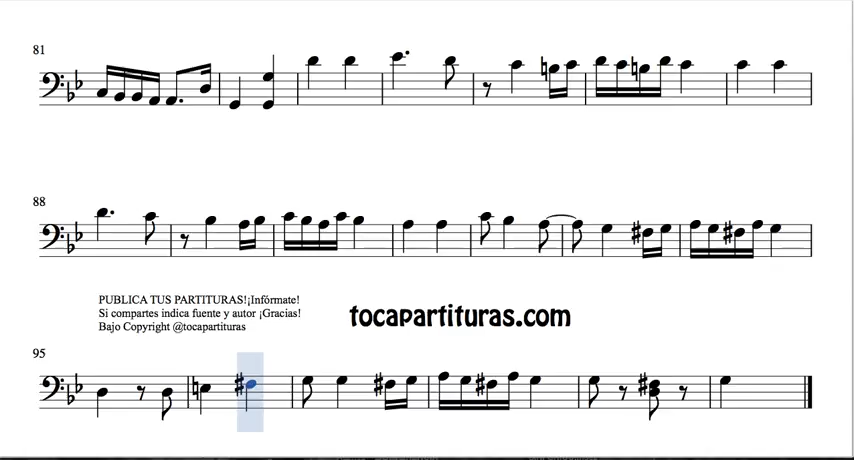 81
88
PUBLICA TUS PARTITURAS!¡Infórmate!
Si compartes indica fuente y autor ¡Gracias!
Bajo Copyright @tocapartituras
tocapartituras.com
95